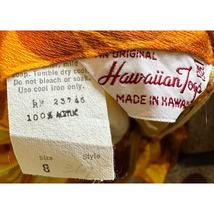 soap. Tumble dry cool.
Do not bleach or soak.
Use cool iron only.
RN 23746
100% ACETATE
Size Style
8
AN ORIGINAL
Hawaiian Togs
MADE IN HAWAII